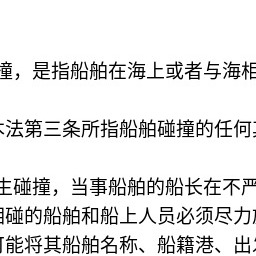 撞，是指船舶在海上或者与海相
本法第三条所指船舶碰撞的任何
生碰撞，当事船舶的船长在不严
相碰的船舶和船上人员必须尽力
可能将其船舶名称、船籍港、出